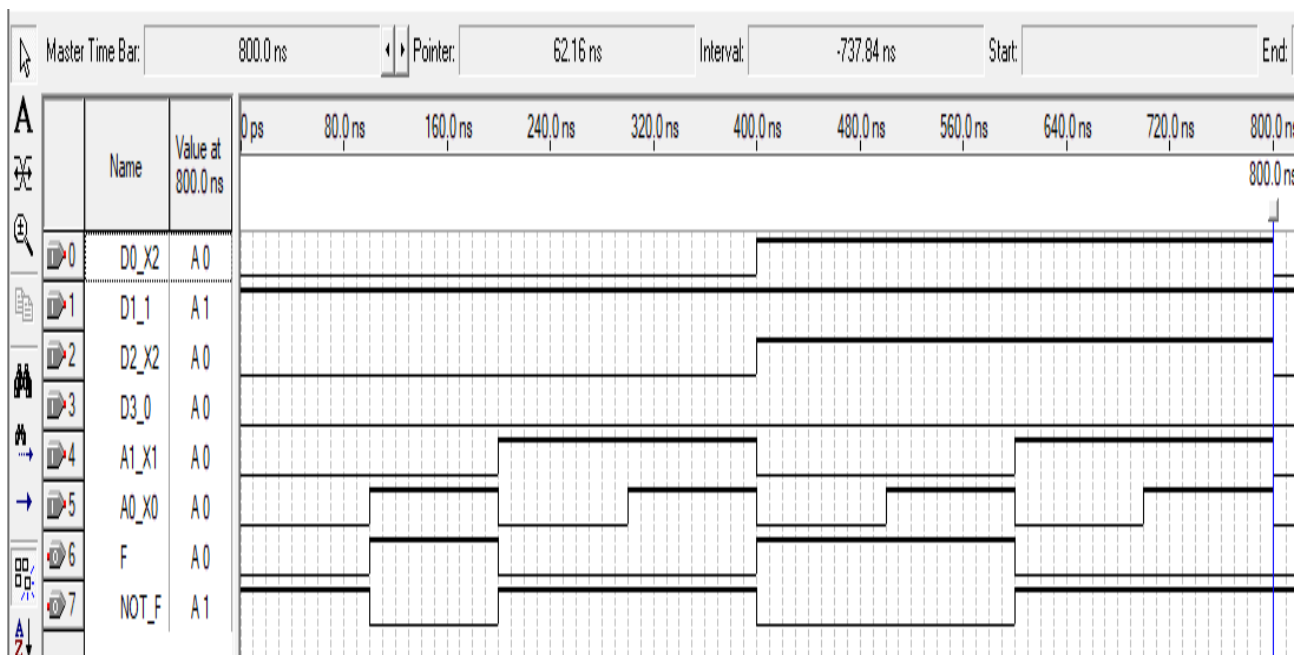 Master Time Bar: 800.0 ns Pointer: 62.16 ns Interval: -737.84 ns Start: End:
A
Name Value at 800.0 ns
0 ps 80.0 ns 160.0 ns 240.0 ns 320.0 ns 400.0 ns 480.0 ns 560.0 ns 640.0 ns 720.0 ns 800.0 ns
800.0 ns
0 D0_X2 A 0
1 D1_1 A 1
2 D2_X2 A 0
3 D3_0 A 0
4 A1_X1 A 0
5 A0_X0 A 0
6 F A 0
7 NOT_F A 1
A
Z